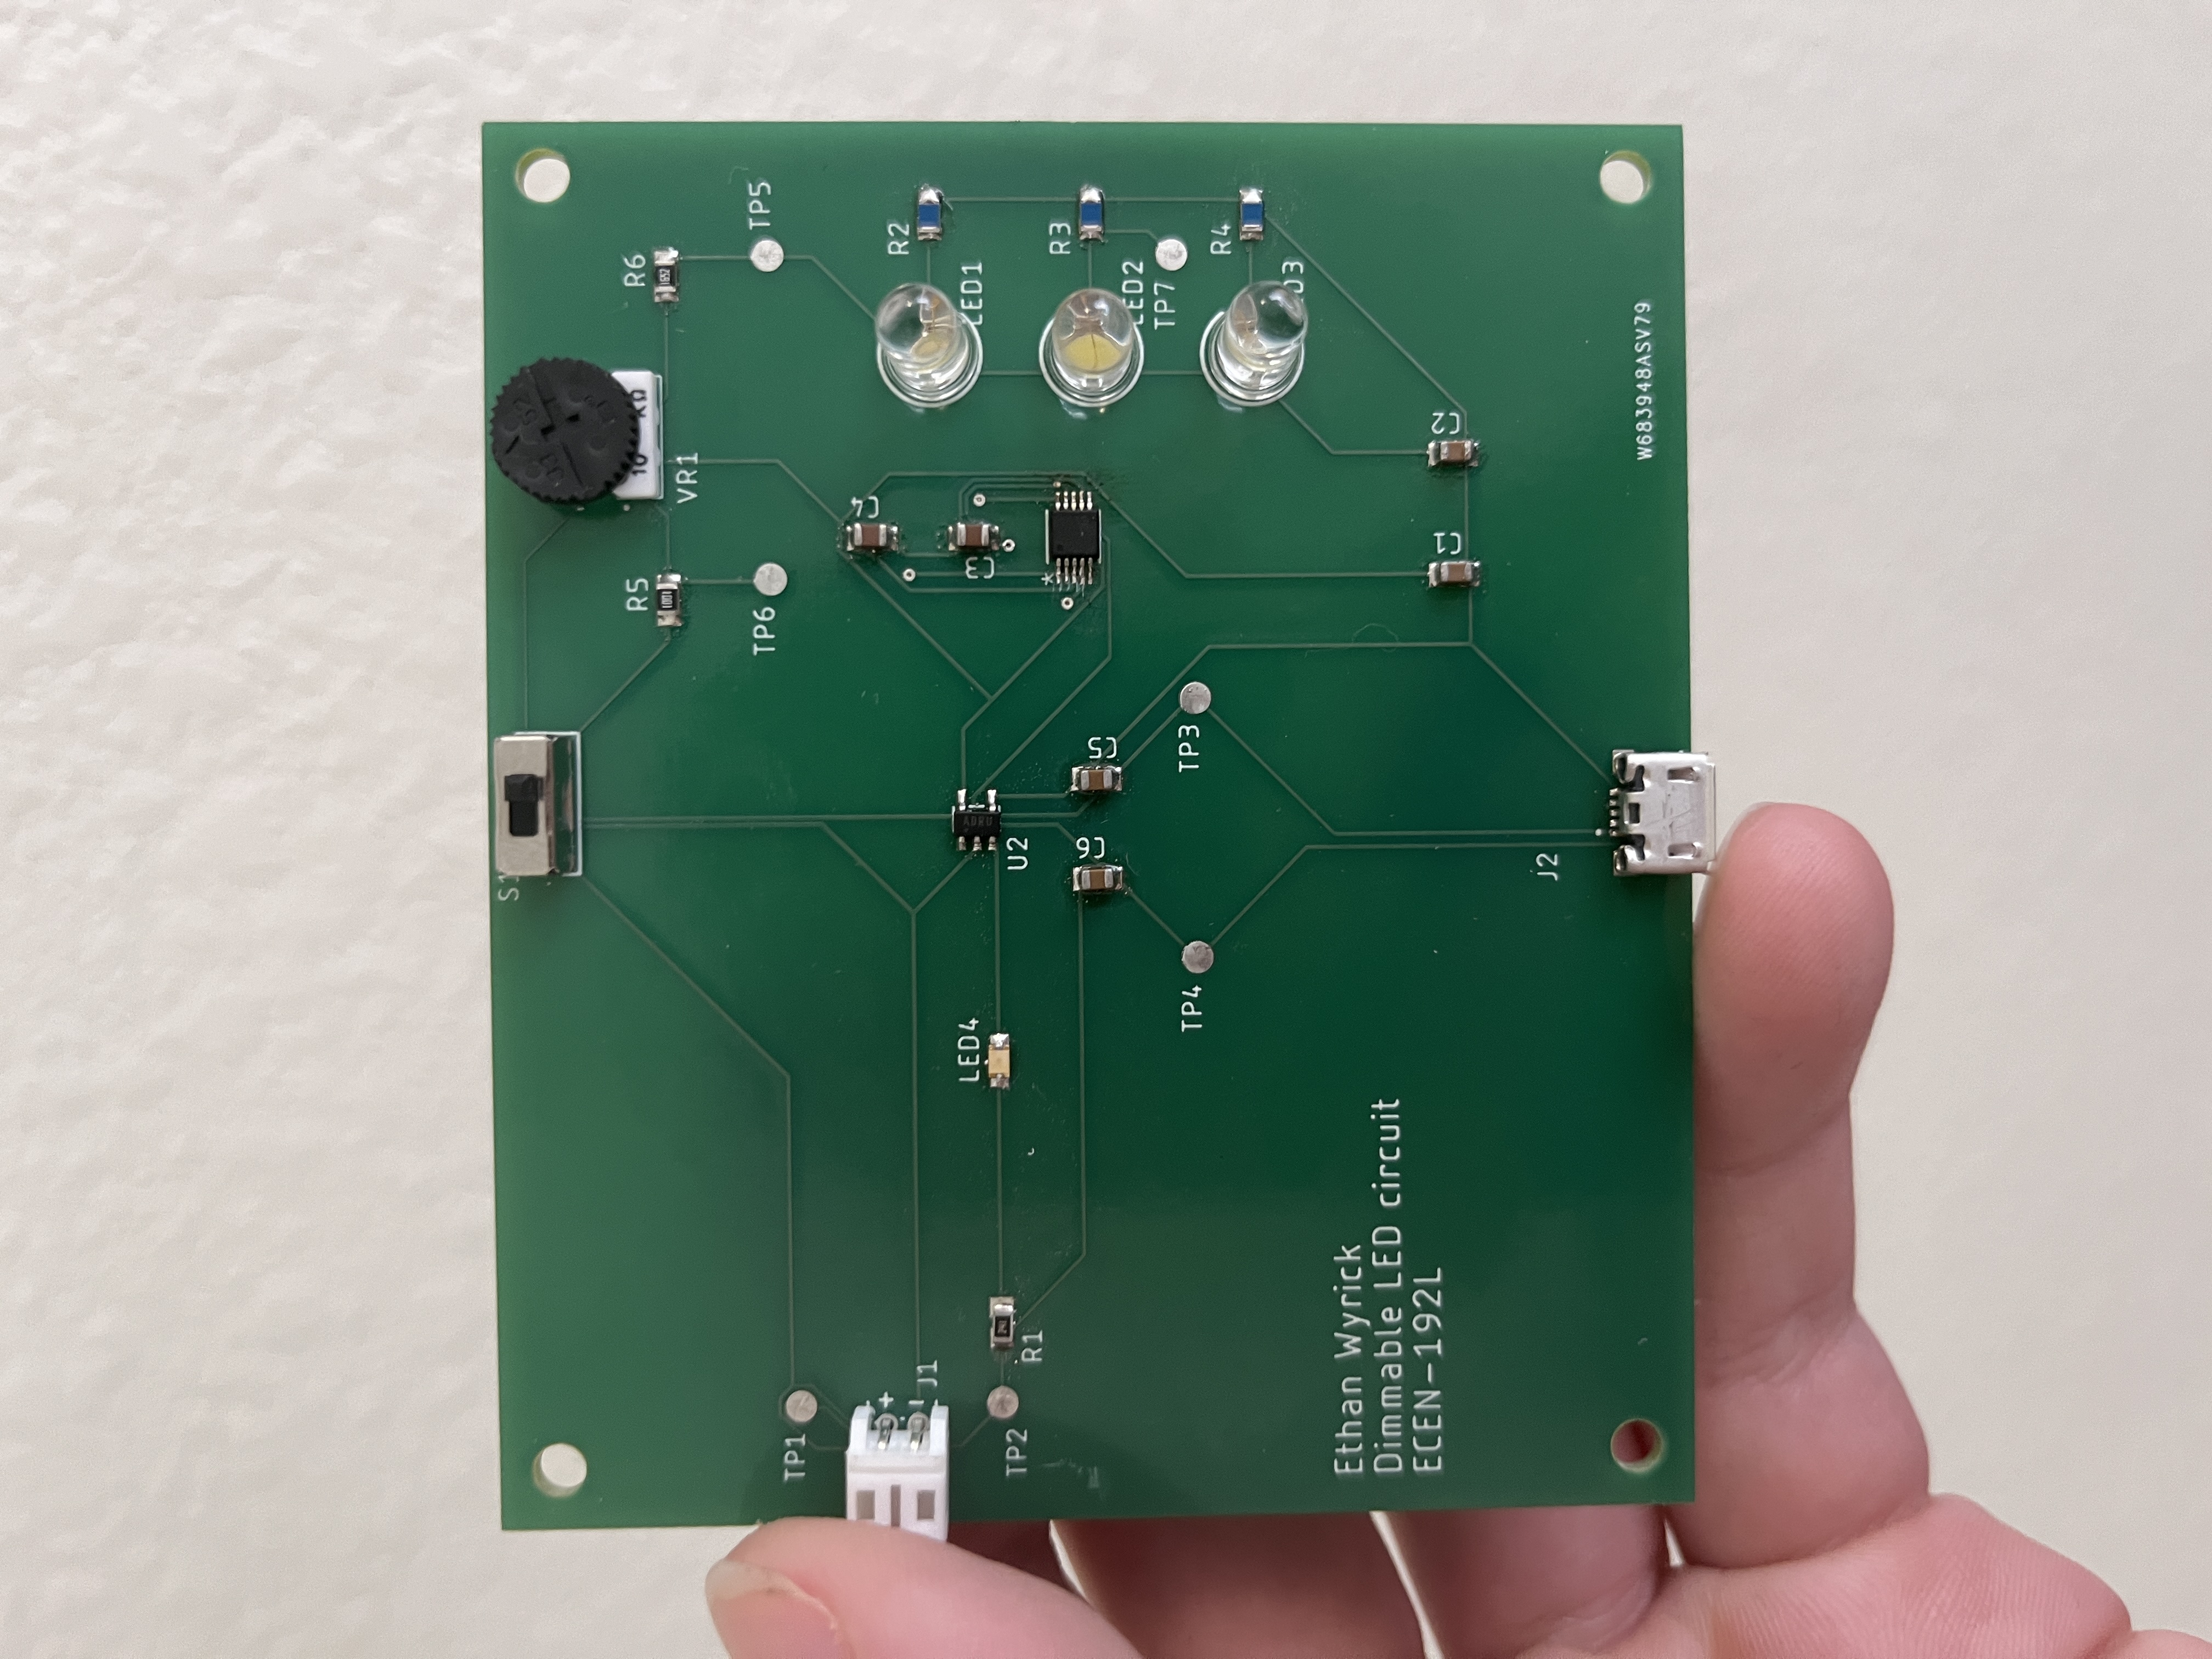 S1
R5
R6
10 KΩ
VR1
TP6
TP5
TP1
C4
+
J1
R2
LED4
LED1
C3
TP2
R1
U2
*
R3
C6
C5
LED2
TP7
TP4
TP3
R4
Ethan Wyrick
Dimmable LED circuit
ECEN-192L
C1
C2
J2
W683948ASV79
1001